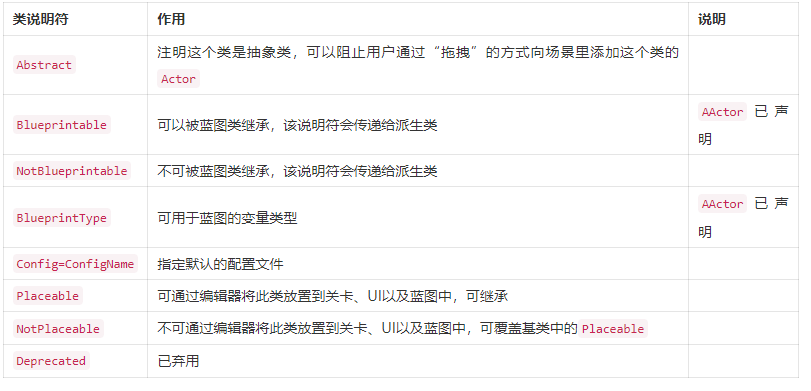 类说明符 作用 说明
Abstract 注明这个类是抽象类，可以阻止用户通过“拖拽”的方式向场景里添加这个类的
Actor
Blueprintable 可以被蓝图类继承，该说明符会传递给派生类 AActor 已声
明
NotBlueprintable 不可被蓝图类继承，该说明符会传递给派生类
BlueprintType 可用于蓝图的变量类型 AActor 已声
明
Config=ConfigName 指定默认的配置文件
Placeable 可通过编辑器将此类放置到关卡、UI以及蓝图中，可继承
NotPlaceable 不可通过编辑器将此类放置到关卡、UI以及蓝图中，可覆盖基类中的 Placeable
Deprecated 已弃用